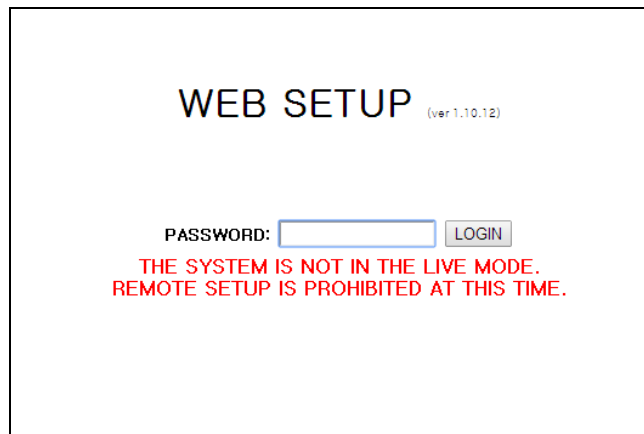 WEB SETUP (ver 1.10.12)
PASSWORD: LOGIN
THE SYSTEM IS NOT IN THE LIVE MODE.
REMOTE SETUP IS PROHIBITED AT THIS TIME.